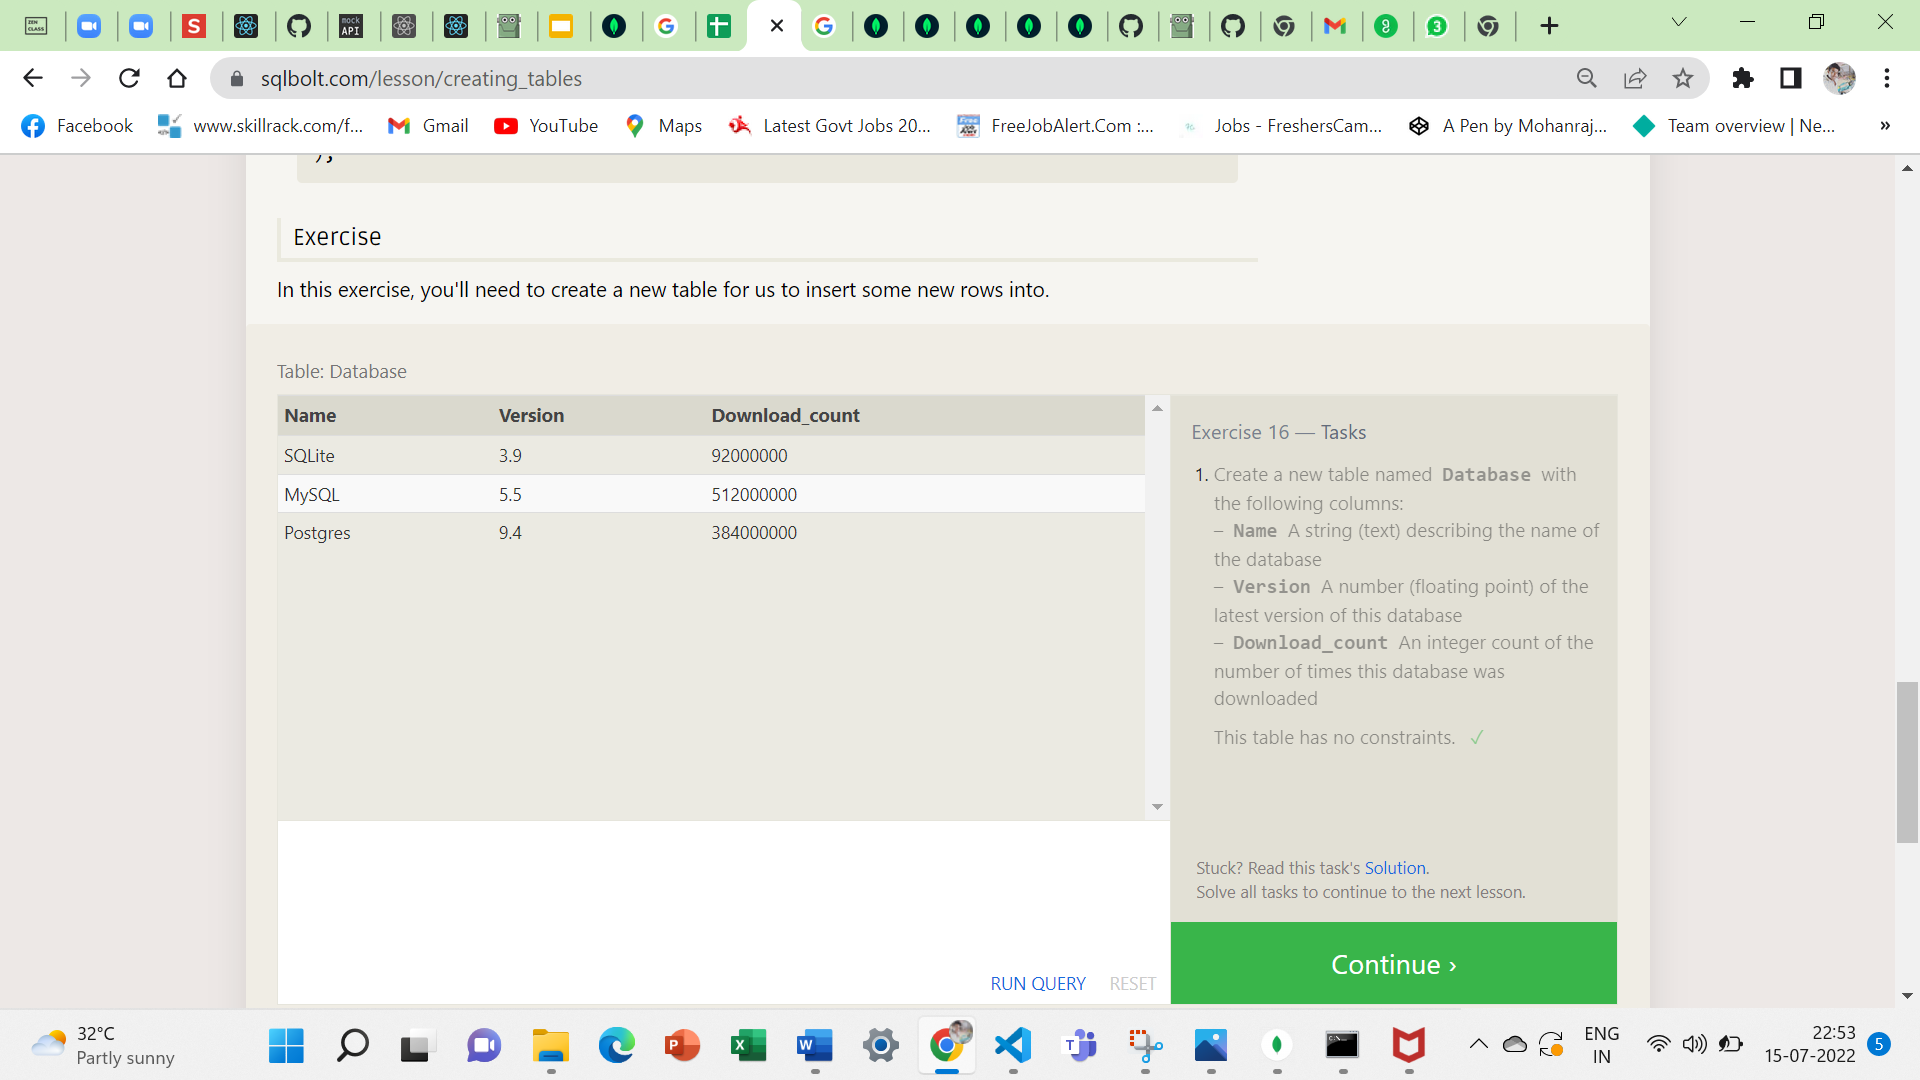 ZEN
CLASS
S
mock
API
3
sqlbolt.com/lesson/creating_tables
Facebook
www.skillrack.com/f...
Gmail
YouTube
Maps
Latest Govt Jobs 20...
FreeJobAlert.Com :...
Jobs - FreshersCam...
A Pen by Mohanraj...
Team overview | Ne...
»
);
Exercise
In this exercise, you'll need to create a new table for us to insert some new rows into.
Table: Database
Name Version Download_count
SQLite 3.9 92000000
MySQL 5.5 512000000
Postgres 9.4 384000000
Exercise 16 — Tasks
1. Create a new table named Database with
the following columns:
– Name A string (text) describing the name of
the database
– Version A number (floating point) of the
latest version of this database
– Download_count An integer count of the
number of times this database was
downloaded
This table has no constraints. ✓
Stuck? Read this task's Solution.
Solve all tasks to continue to the next lesson.
RUN QUERY RESET
Continue ›
32°C
Partly sunny
ENG
IN
22:53
15-07-2022
5